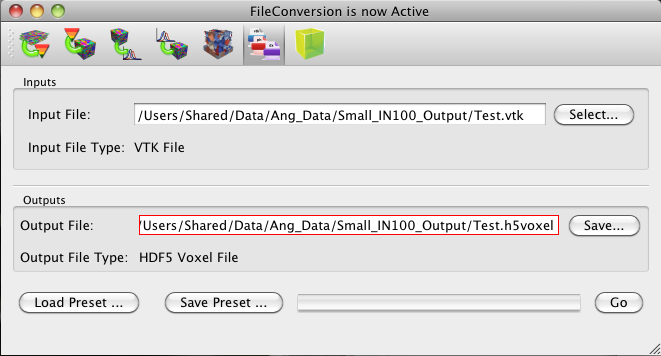 FileConversion is now Active
Inputs
Input File: /Users/Shared/Data/Ang_Data/Small_IN100_Output/Test.vtk Select...
Input File Type: VTK File
Outputs
Output File: /Users/Shared/Data/Ang_Data/Small_IN100_Output/Test.h5voxel Save...
Output File Type: HDF5 Voxel File
Load Preset ... Save Preset ... Go